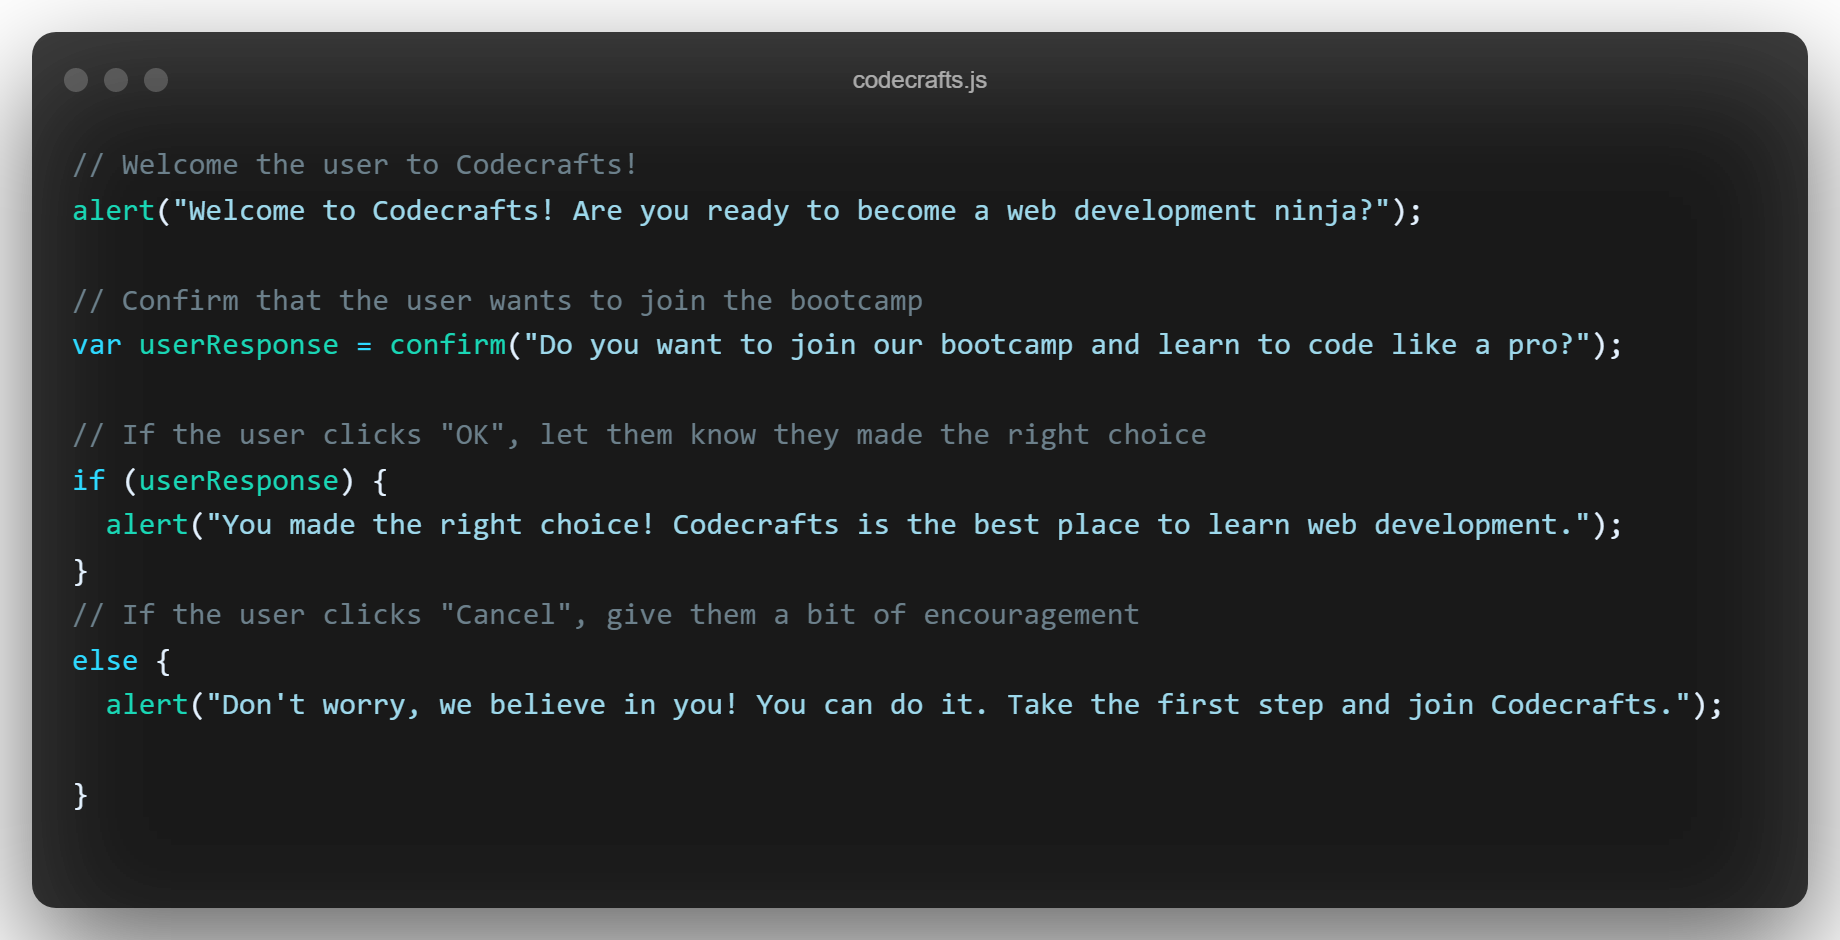 codecrafts.js
// Welcome the user to Codecrafts!
alert("Welcome to Codecrafts! Are you ready to become a web development ninja?");
// Confirm that the user wants to join the bootcamp
var userResponse = confirm("Do you want to join our bootcamp and learn to code like a pro?");
// If the user clicks "OK", let them know they made the right choice
if (userResponse) {
  alert("You made the right choice! Codecrafts is the best place to learn web development.");
}
// If the user clicks "Cancel", give them a bit of encouragement
else {
  alert("Don't worry, we believe in you! You can do it. Take the first step and join Codecrafts.");
}